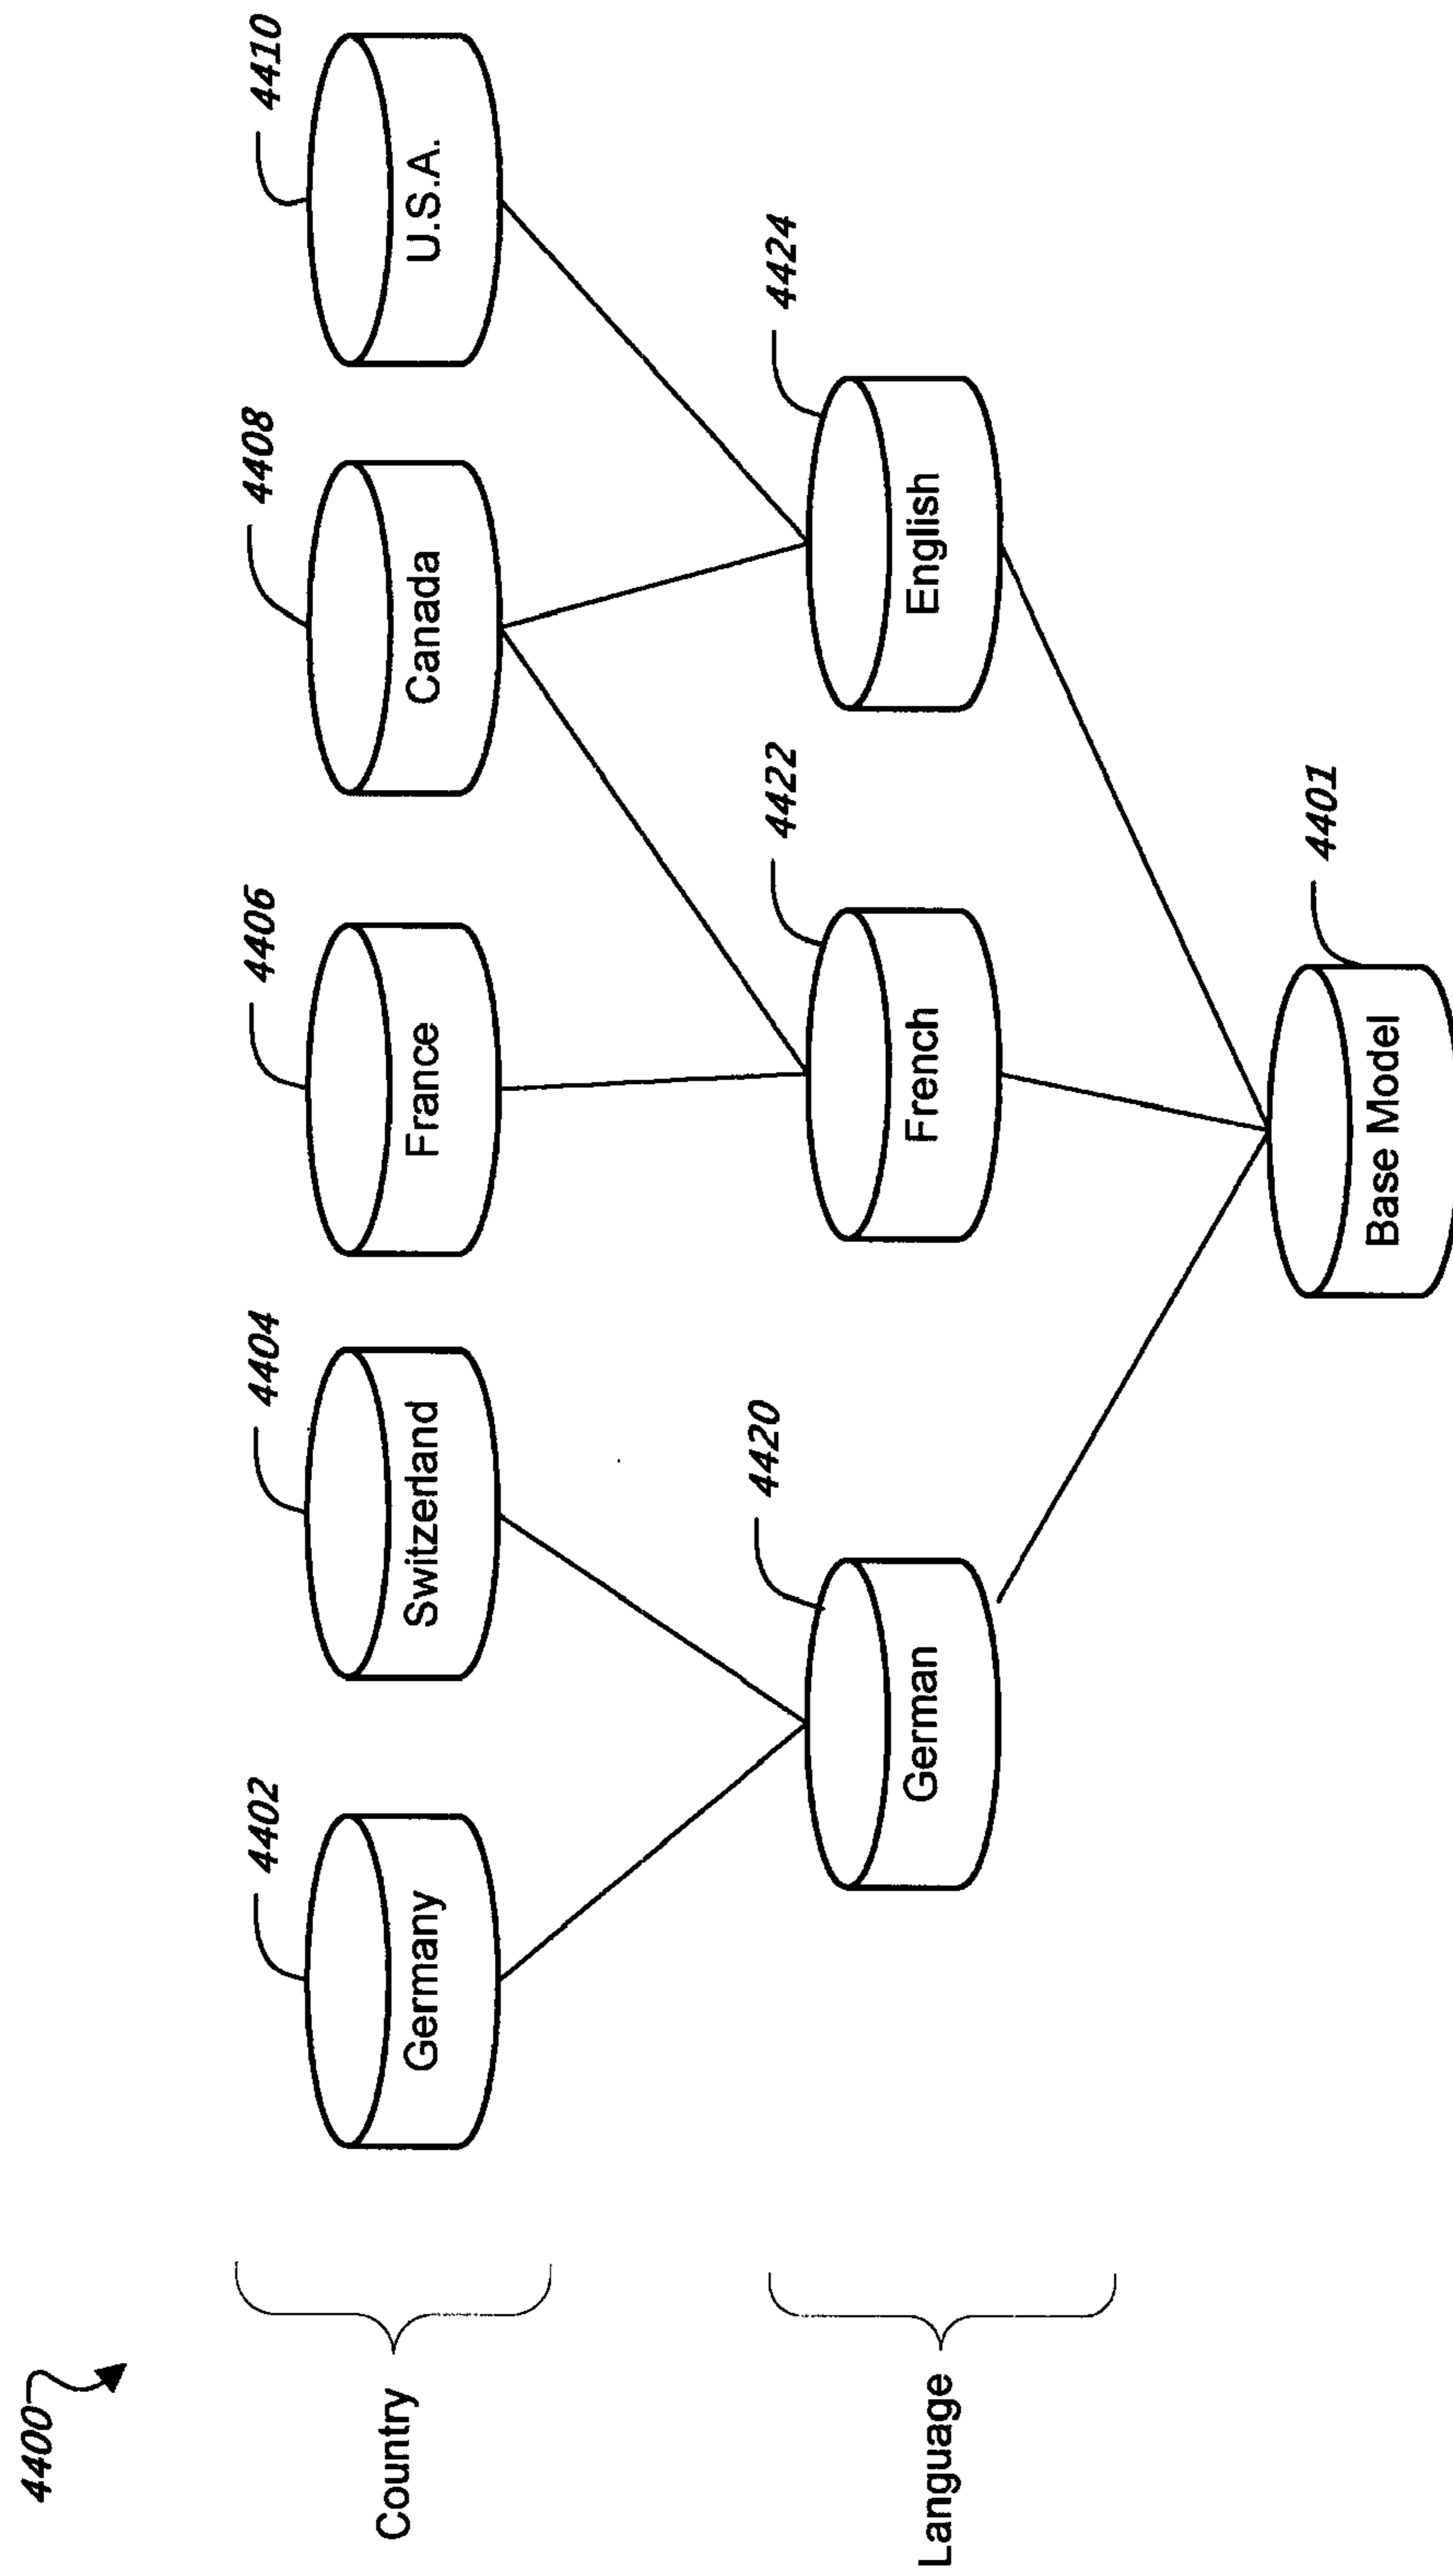 4400
Country
4402
Germany
4404
Switzerland
4406
France
4408
Canada
4410
U.S.A.
Language
4420
German
4422
French
4424
English
4401
Base Model